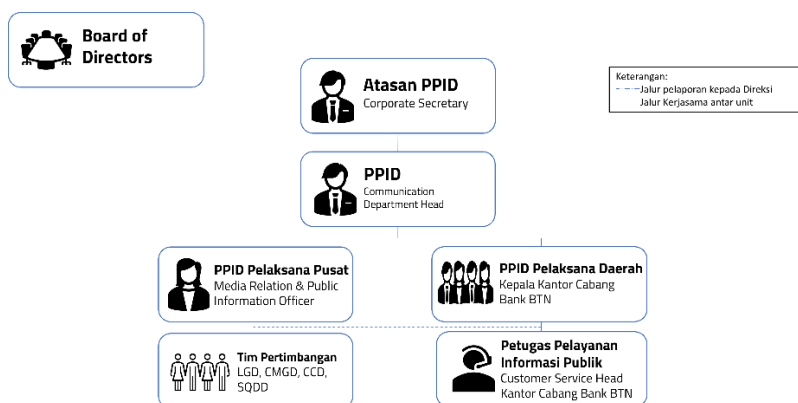 Board of
Directors
Atasan PPID
Corporate Secretary
Keterangan:
Jalur pelaporan kepada Direksi
Jalur Kerjasama antar unit
PPID
Communication
Department Head
PPID Pelaksana Pusat
Media Relation & Public
Information Officer
PPID Pelaksana Daerah
Kepala Kantor Cabang
Bank BTN
Tim Pertimbangan
LGD, CMGD, CCD,
SQDD
Petugas Pelayanan
Informasi Publik
Customer Service Head
Kantor Cabang Bank BTN